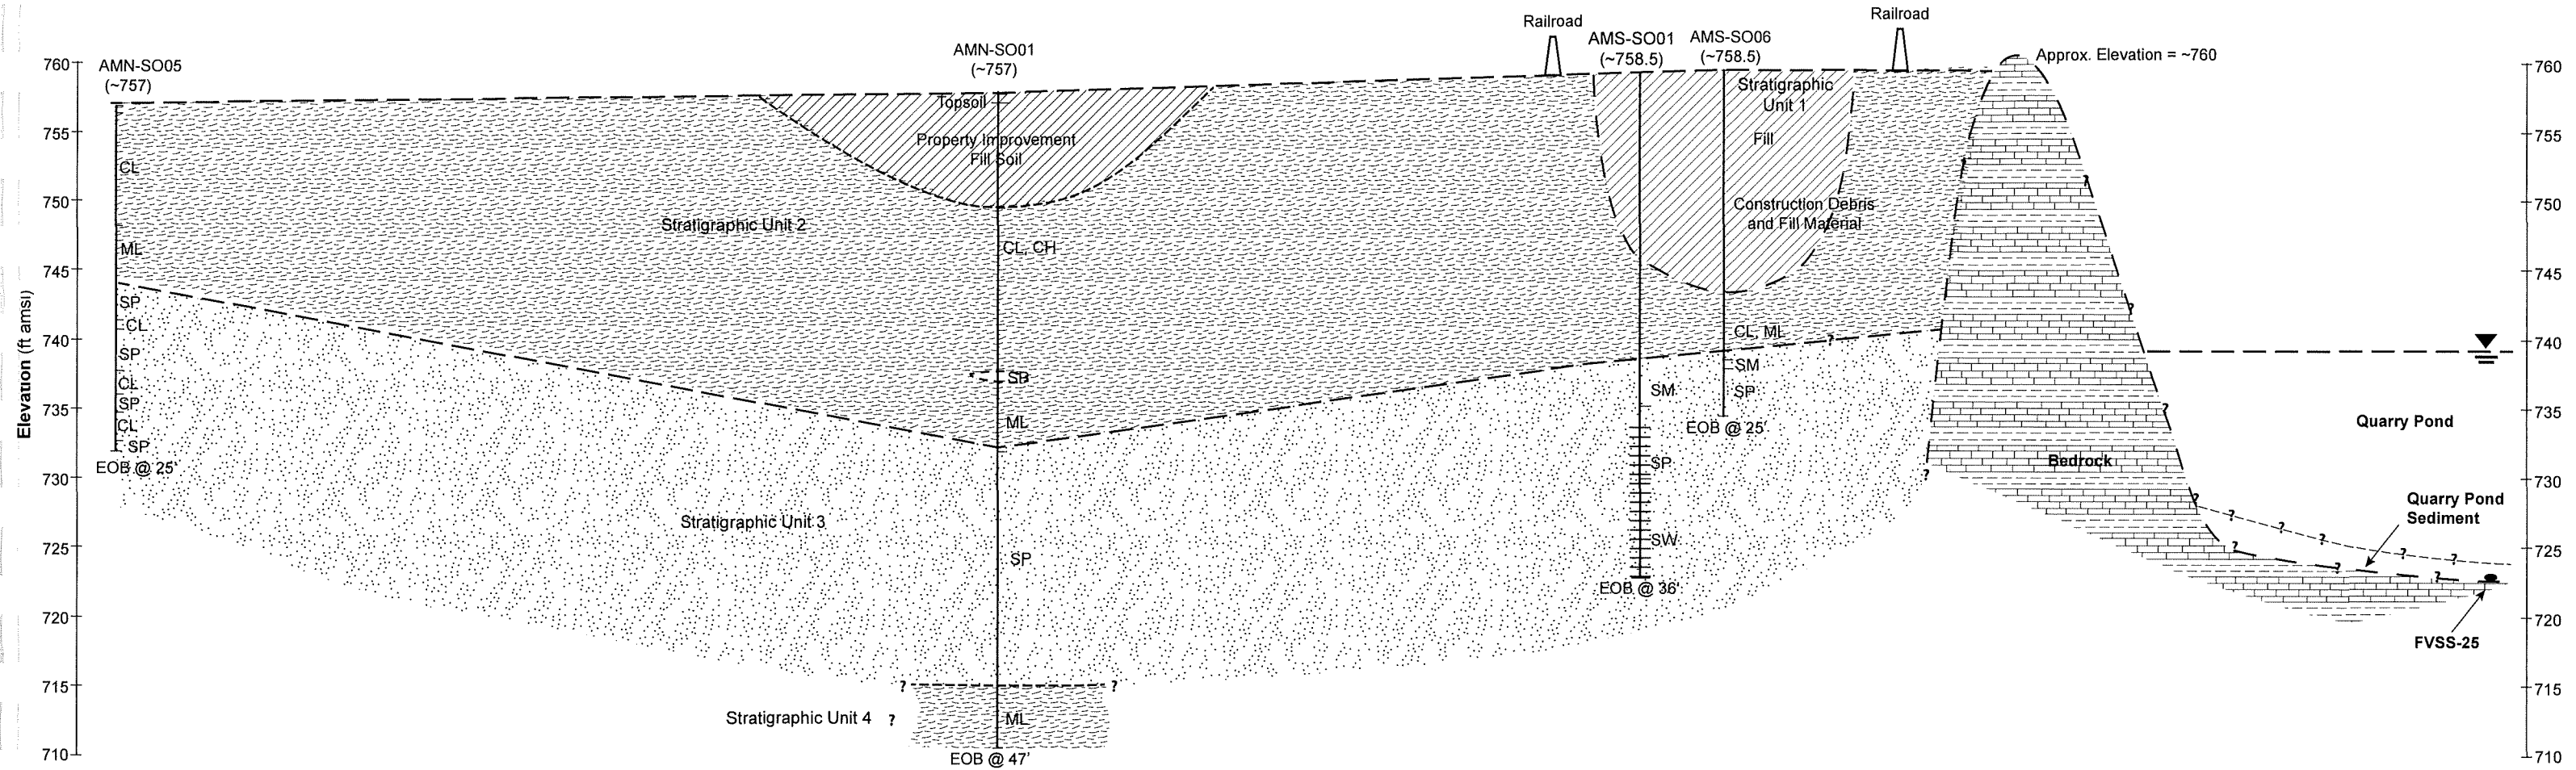 Railroad
Railroad
AMN-SO05
(~757)
AMN-SO01
(~757)
AMS-SO01
(~758.5)
AMS-SO06
(~758.5)
Approx. Elevation = ~760
Elevation (ft amsl)
760
755
750
745
740
735
730
725
720
715
710
CL
ML
SP
CL
SP
CL
SP
CL
SP
EOB @ 25'
Stratigraphic Unit 2
Stratigraphic Unit 3
Stratigraphic Unit 4 ?
Topsoil
Property Improvement
Fill Soil
CL, CH
SP
ML
SP
? ?
ML
EOB @ 47'
SM
SP
SW
EOB @ 36'
Stratigraphic
Unit 1
Fill
Construction Debris
and Fill Material
CL, ML
?
SM
SP
EOB @ 25'
?
?
?
?
?
?
Bedrock
Quarry Pond
Quarry Pond
Sediment
? ? ? ? ?
? ? ?
FVSS-25
760
755
750
745
740
735
730
725
720
715
710